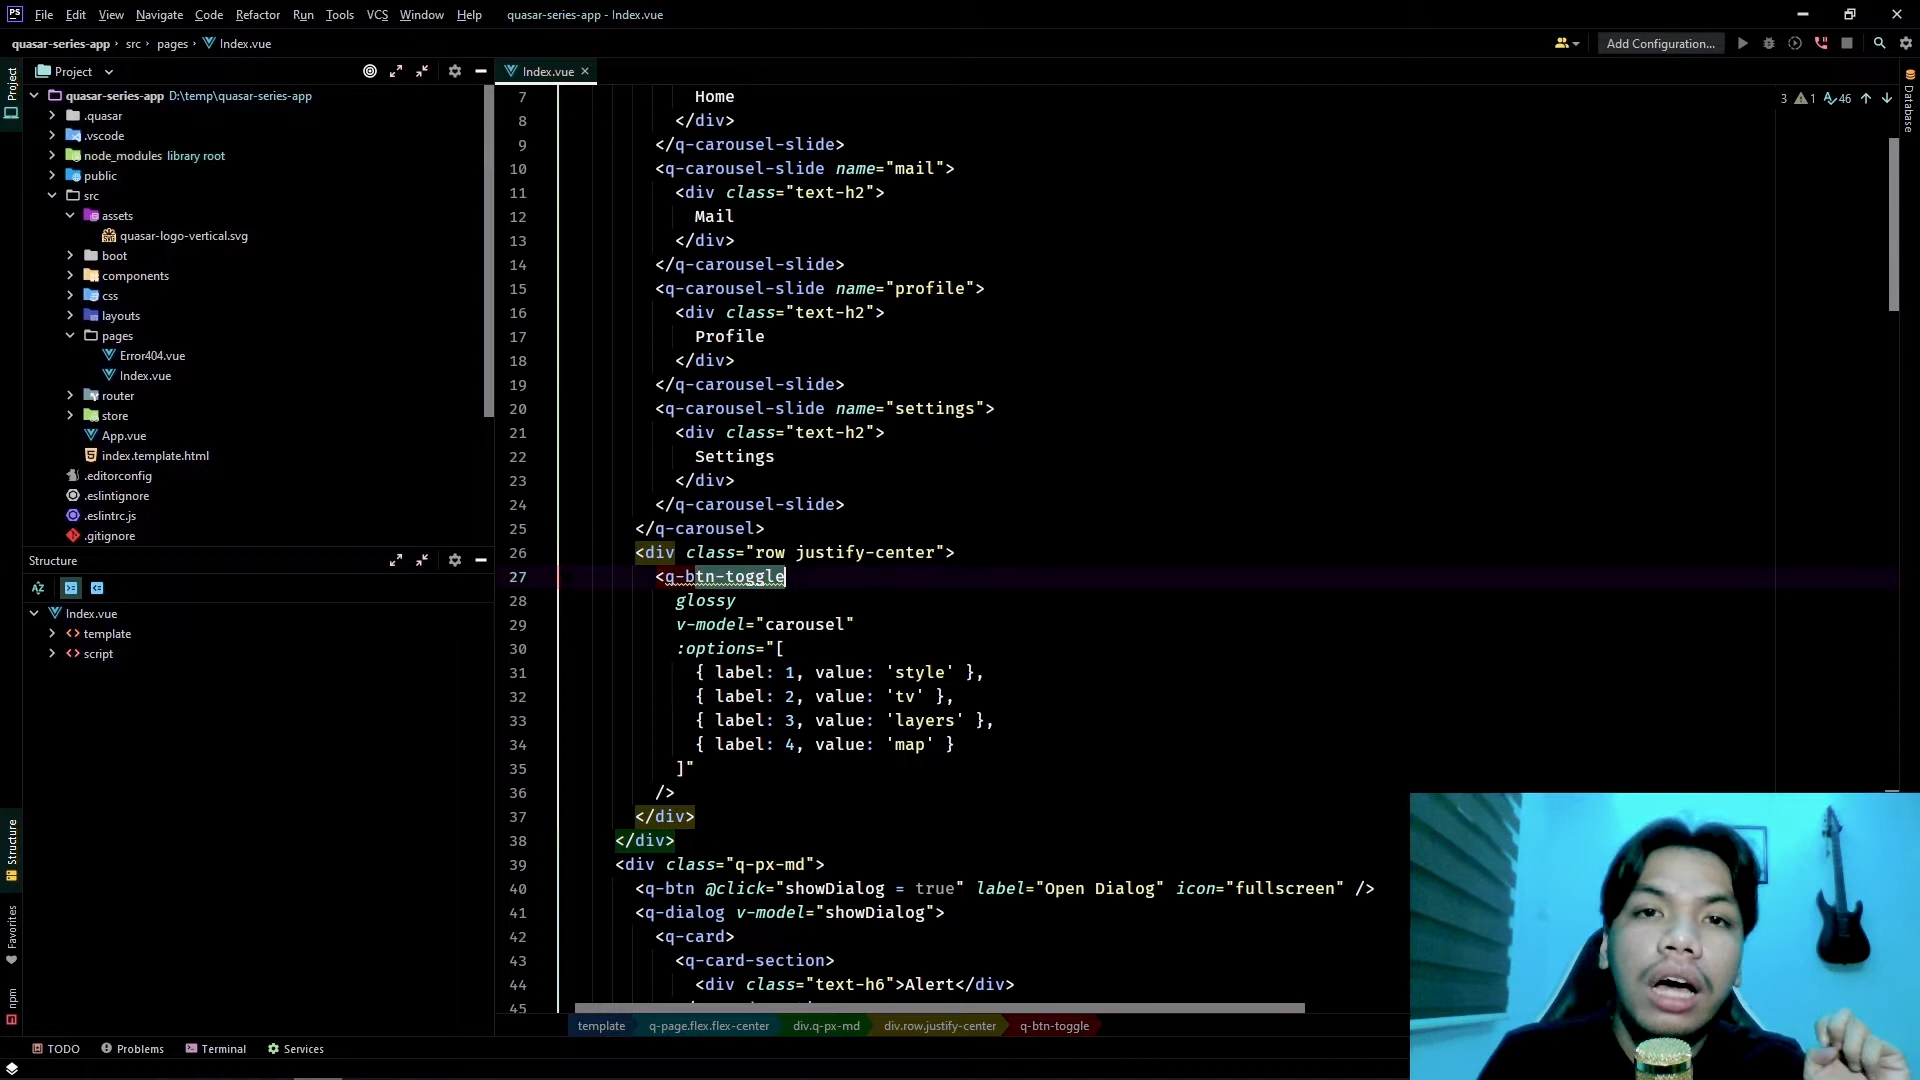 PS File Edit View Navigate Code Refactor Run Tools VCS Window Help quasar-series-app - Index.vue
quasar-series-app src pages Index.vue
Add Configuration...
Project
Project
Index.vue
quasar-series-app D:\temp\quasar-series-app
.quasar
.vscode
node_modules library root
public
src
assets
quasar-logo-vertical.svg
boot
components
css
layouts
pages
Error404.vue
Index.vue
router
store
App.vue
index.template.html
.editorconfig
.eslintignore
.eslintrc.js
.gitignore
Structure
Index.vue
template
script
Structure
Favorites
npm
3 1 46
Database
7 Home
8 </div>
9 </q-carousel-slide>
10 <q-carousel-slide name="mail">
11 <div class="text-h2">
12 Mail
13 </div>
14 </q-carousel-slide>
15 <q-carousel-slide name="profile">
16 <div class="text-h2">
17 Profile
18 </div>
19 </q-carousel-slide>
20 <q-carousel-slide name="settings">
21 <div class="text-h2">
22 Settings
23 </div>
24 </q-carousel-slide>
25 </q-carousel>
26 <div class="row justify-center">
27 <q-btn-toggle
28 glossy
29 v-model="carousel"
30 :options="[
31 { label: 1, value: 'style' },
32 { label: 2, value: 'tv' },
33 { label: 3, value: 'layers' },
34 { label: 4, value: 'map' }
35 ]"
36 />
37 </div>
38 </div>
39 <div class="q-px-md">
40 <q-btn @click="showDialog = true" label="Open Dialog" icon="fullscreen" />
41 <q-dialog v-model="showDialog">
42 <q-card>
43 <q-card-section>
44 <div class="text-h6">Alert</div>
45
template q-page.flex.flex-center div.q-px-md div.row.justify-center q-btn-toggle
TODO Problems Terminal Services